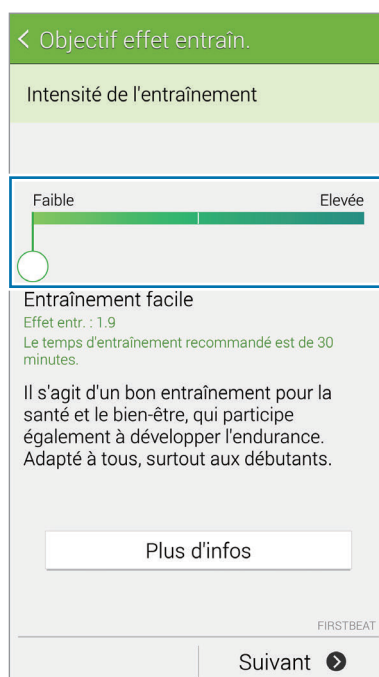 Objectif effet entraîn.
Intensité de l'entraînement
Faible Elevée
Entraînement facile
Effet entr. : 1.9
Le temps d'entraînement recommandé est de 30
minutes.
Il s'agit d'un bon entraînement pour la
santé et le bien-être, qui participe
également à développer l'endurance.
Adapté à tous, surtout aux débutants.
Plus d'infos
FIRSTBEAT
Suivant